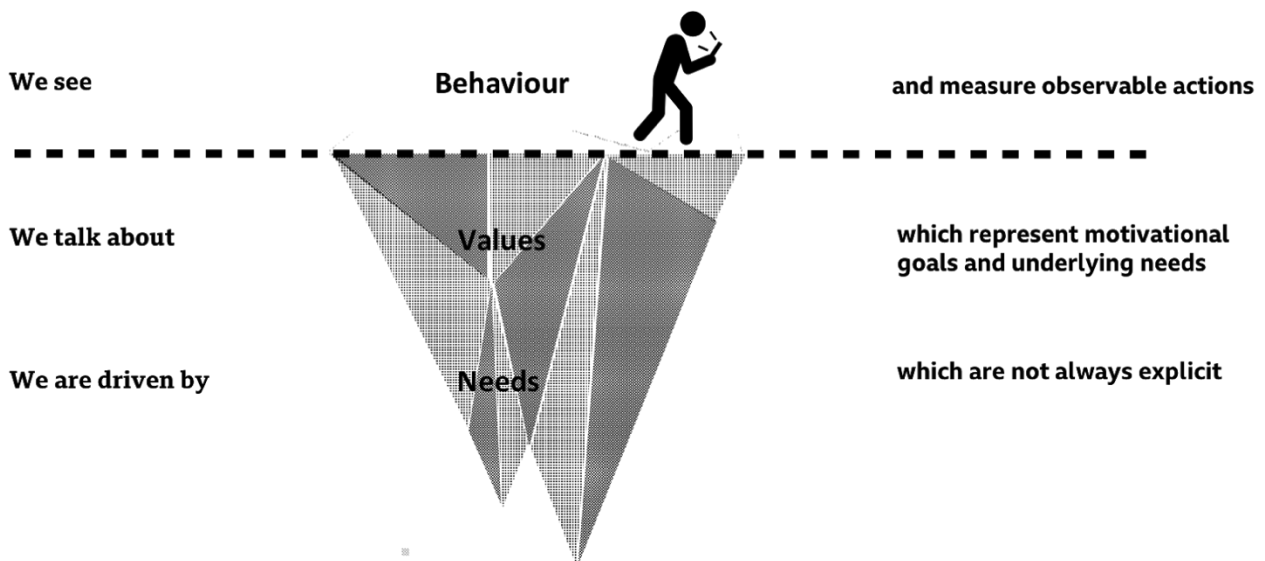 We see Behaviour and measure observable actions
We talk about Values which represent motivational
goals and underlying needs
We are driven by Needs which are not always explicit